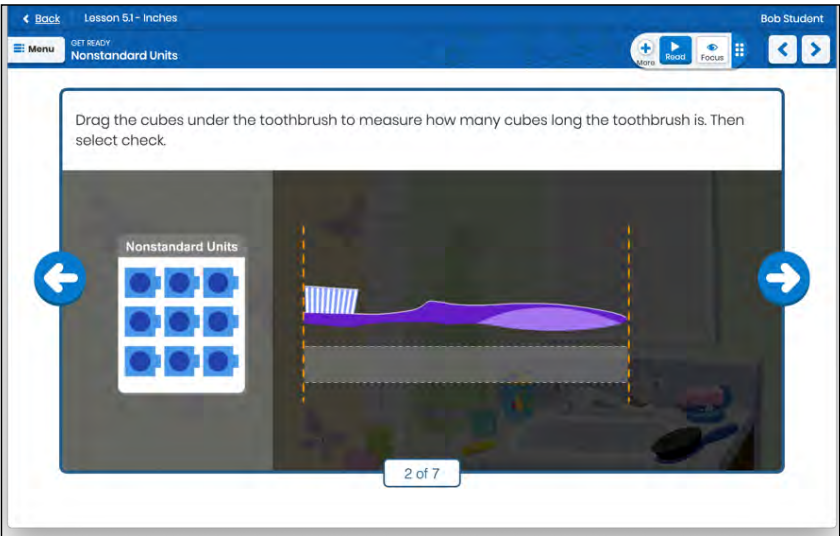 Back
Lesson 5.1 - Inches
Bob Student
Menu
GET READY
Nonstandard Units
More
Read
Focus
Drag the cubes under the toothbrush to measure how many cubes long the toothbrush is. Then
select check.
Nonstandard Units
2 of 7